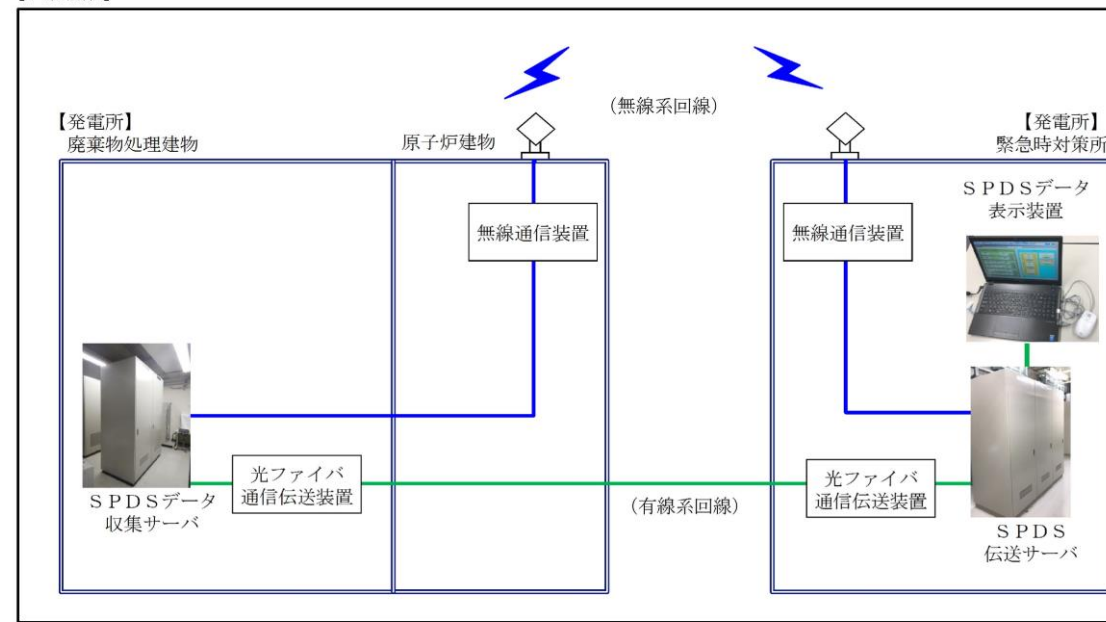 (無線系回線)
【発電所】
廃棄物処理建物
原子炉建物
【発電所】
緊急時対策所
SPDSデータ
表示装置
無線通信装置
無線通信装置
光ファイバ
通信伝送装置
光ファイバ
通信伝送装置
SPDSデータ
収集サーバ
(有線系回線)
SPDS
伝送サーバ